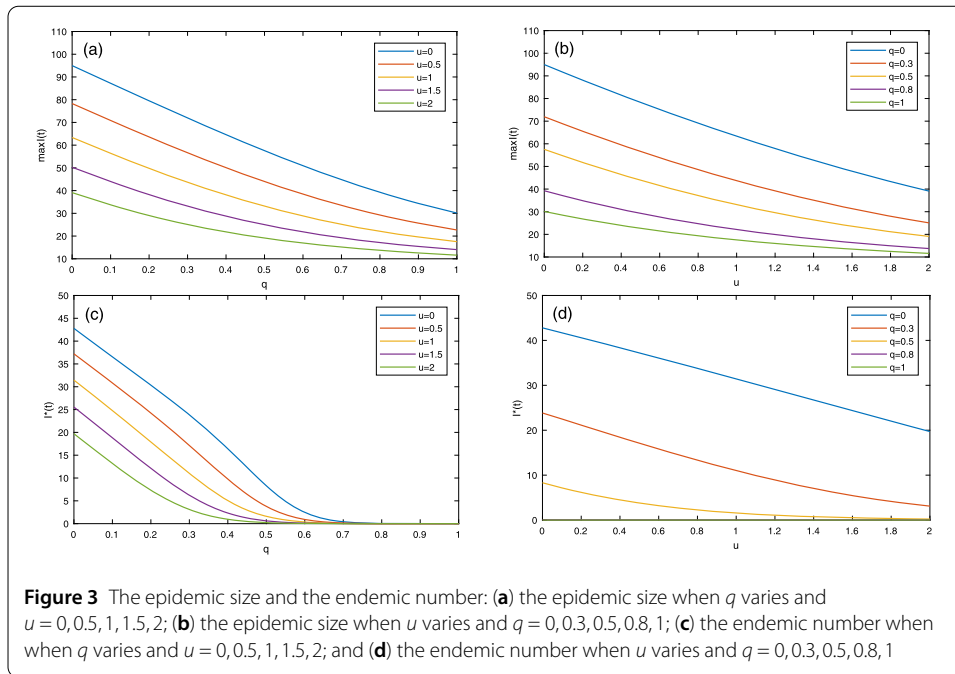 (a)
110
100
90
80
70
60
50
40
30
20
10
maxI(t)
0 0.1 0.2 0.3 0.4 0.5 0.6 0.7 0.8 0.9 1
q
u=0
u=0.5
u=1
u=1.5
u=2
(b)
110
100
90
80
70
60
50
40
30
20
10
maxI(t)
0 0.2 0.4 0.6 0.8 1 1.2 1.4 1.6 1.8 2
u
q=0
q=0.3
q=0.5
q=0.8
q=1
(c)
50
45
40
35
30
25
20
15
10
5
0
I*(t)
0 0.1 0.2 0.3 0.4 0.5 0.6 0.7 0.8 0.9 1
q
u=0
u=0.5
u=1
u=1.5
u=2
(d)
50
40
30
20
10
0
I*(t)
0 0.2 0.4 0.6 0.8 1 1.2 1.4 1.6 1.8 2
u
q=0
q=0.3
q=0.5
q=0.8
q=1
Figure 3 The epidemic size and the endemic number: (a) the epidemic size when q varies and
u = 0, 0.5, 1, 1.5, 2; (b) the epidemic size when u varies and q = 0, 0.3, 0.5, 0.8, 1; (c) the endemic number when
when q varies and u = 0, 0.5, 1, 1.5, 2; and (d) the endemic number when u varies and q = 0, 0.3, 0.5, 0.8, 1